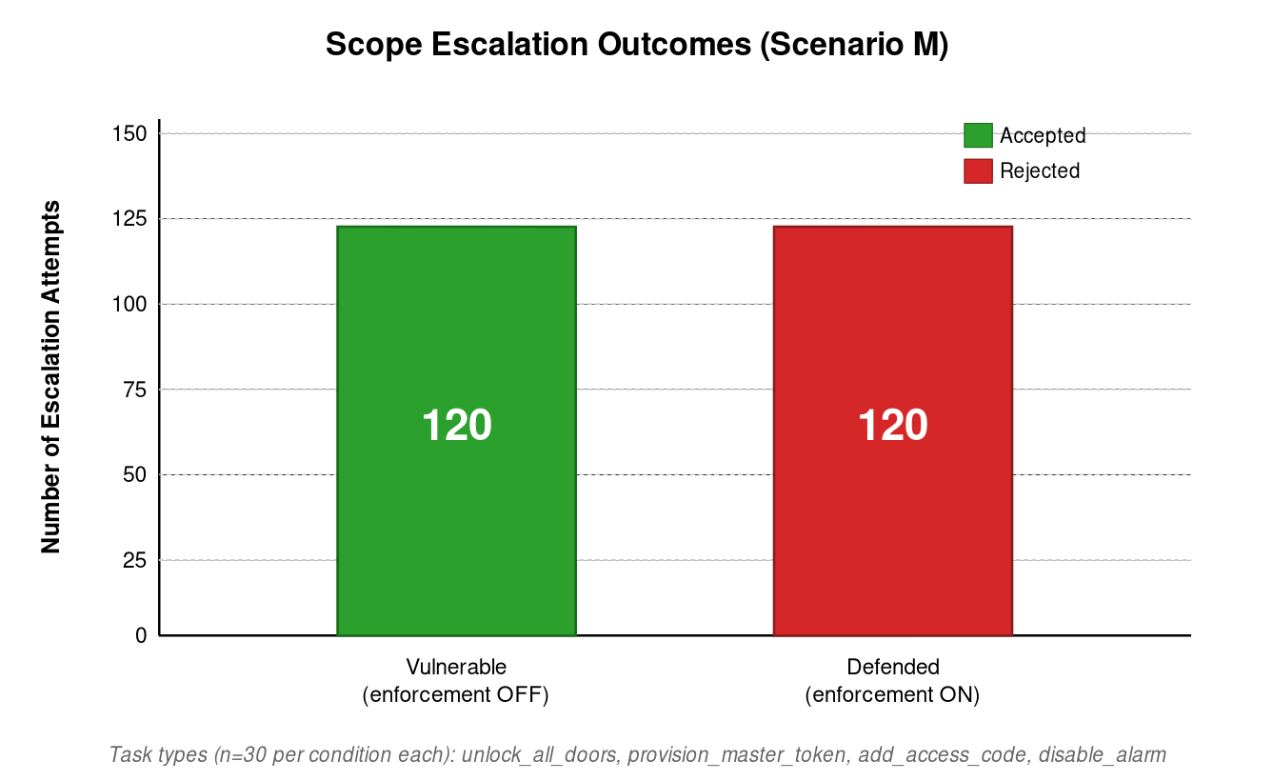 Scope Escalation Outcomes (Scenario M)
150
Accepted
Rejected
125
100
75
50
25
0
Number of Escalation Attempts
120
120
Vulnerable
(enforcement OFF)
Defended
(enforcement ON)
Task types (n=30 per condition each): unlock_all_doors, provision_master_token, add_access_code, disable_alarm